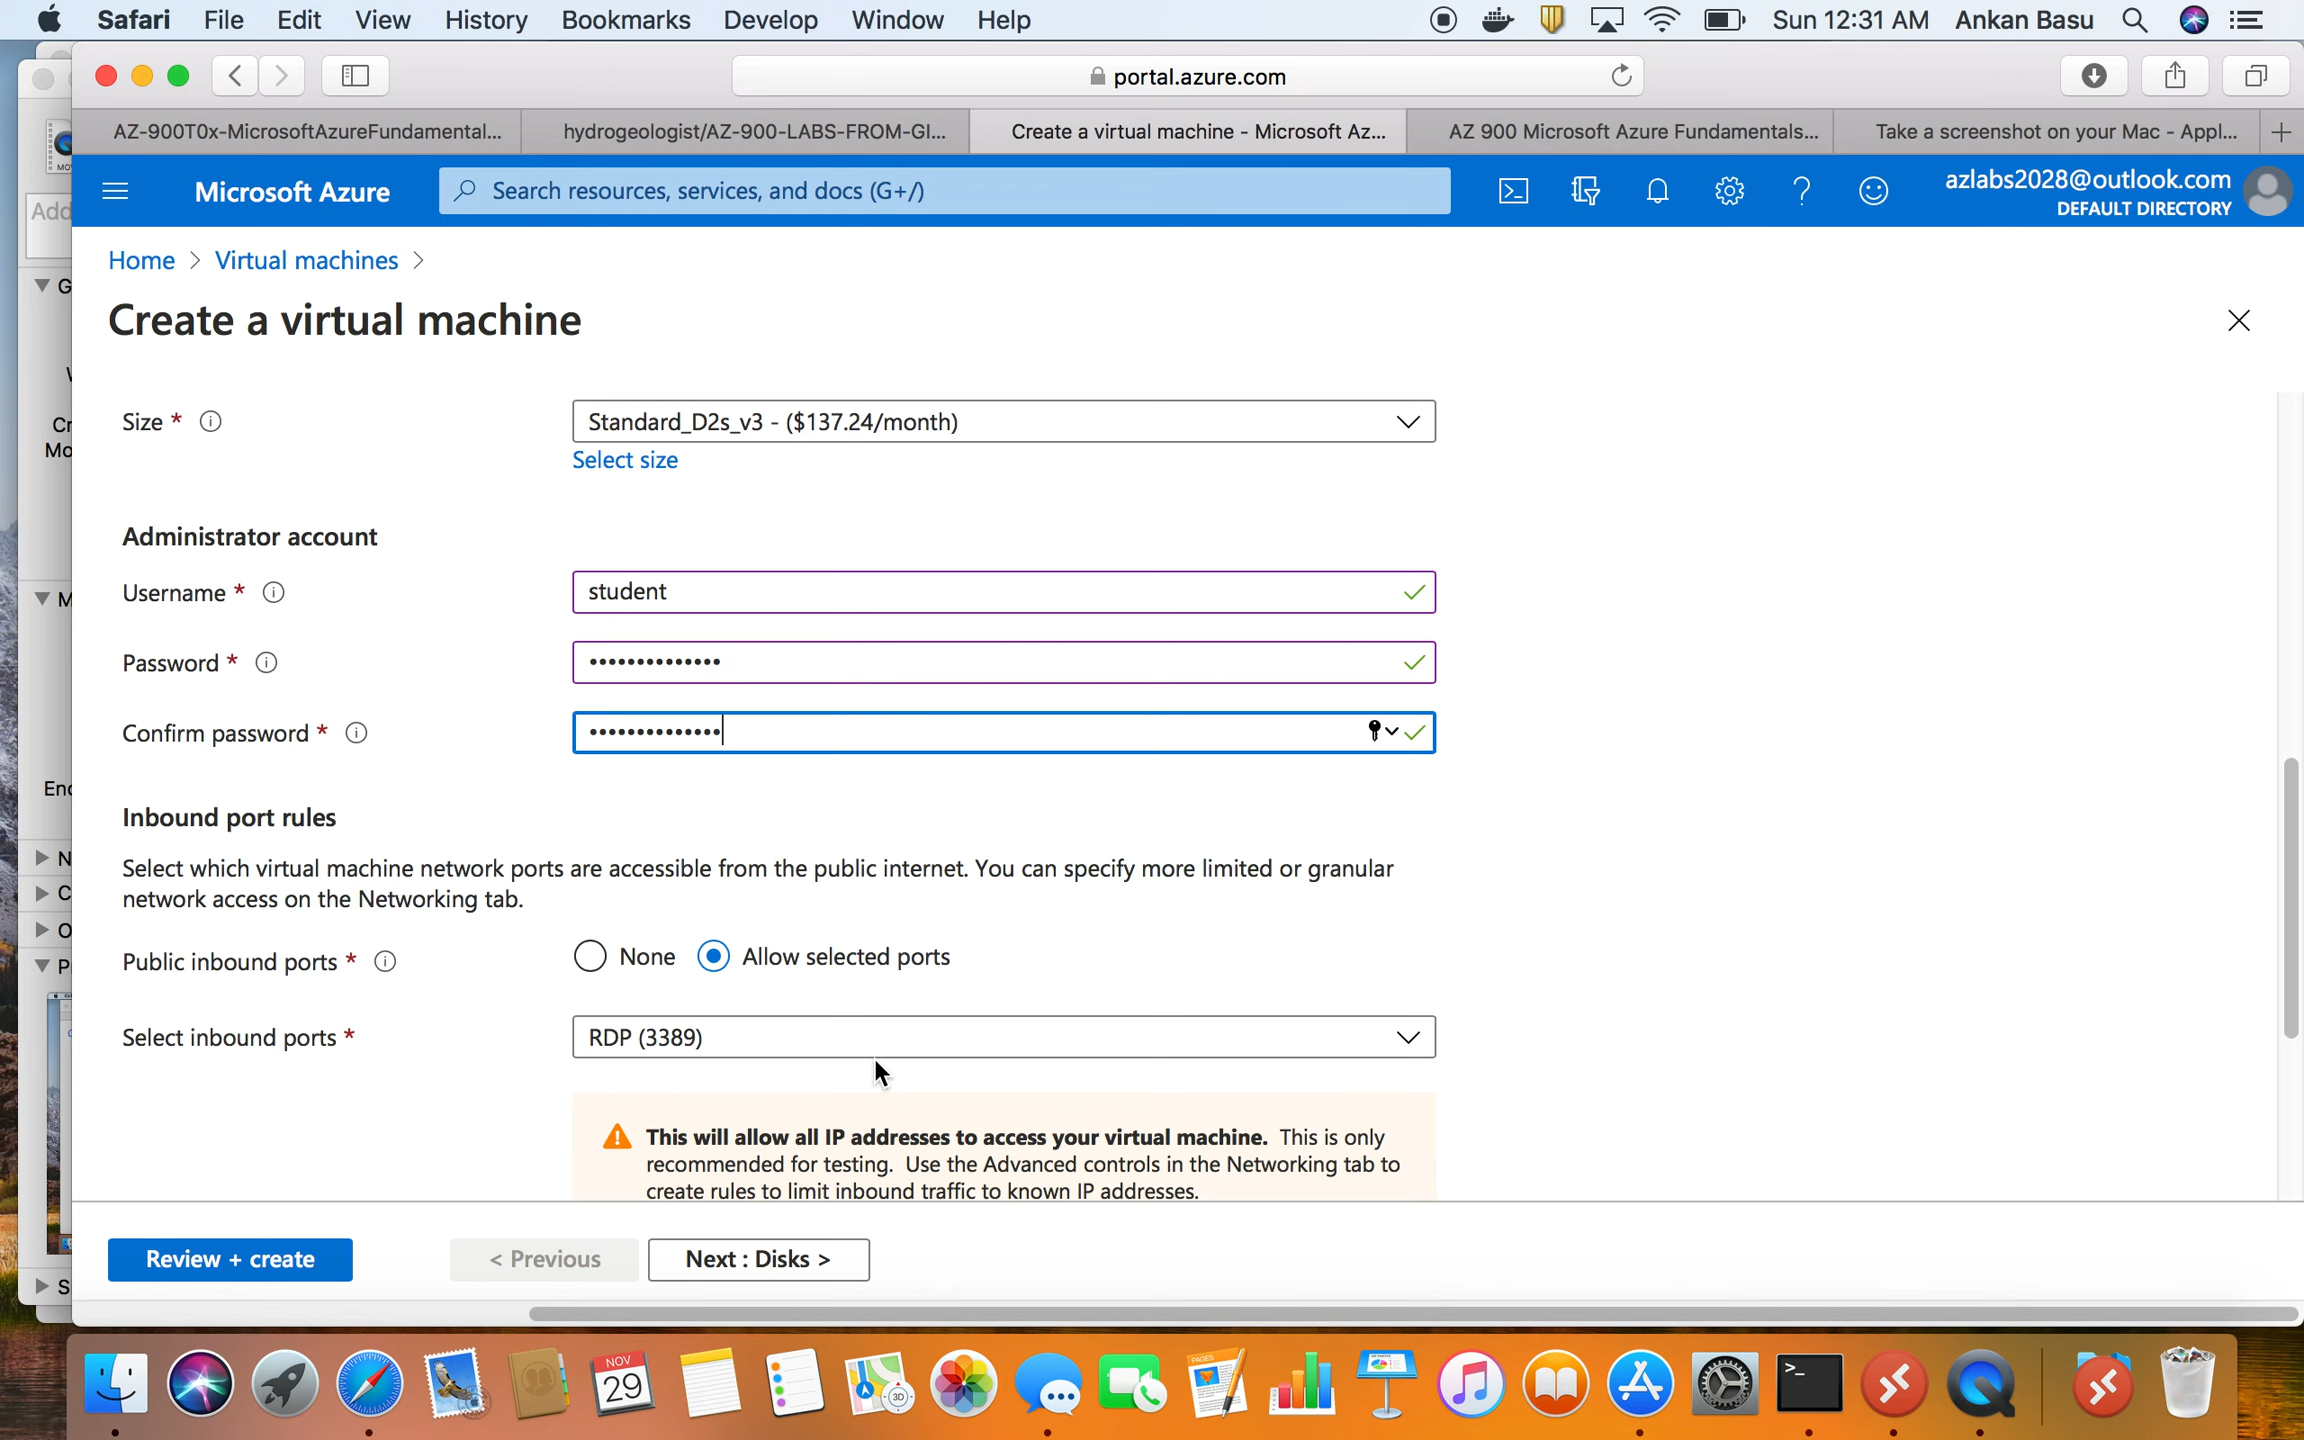 Safari File Edit View History Bookmarks Develop Window Help Sun 12:31 AM Ankan Basu
portal.azure.com
AZ-900T0x-MicrosoftAzureFundamental... hydrogeologist/AZ-900-LABS-FROM-GI... Create a virtual machine - Microsoft Az... AZ 900 Microsoft Azure Fundamentals... Take a screenshot on your Mac - Appl...
Microsoft Azure Search resources, services, and docs (G+/) azlabs2028@outlook.com
DEFAULT DIRECTORY
Add
Home > Virtual machines >
Create a virtual machine
Size * Standard_D2s_v3 - ($137.24/month)
Select size
Administrator account
Username * student
Password * ••••••••••••••
Confirm password * ••••••••••••••
Inbound port rules
Select which virtual machine network ports are accessible from the public internet. You can specify more limited or granular
network access on the Networking tab.
Public inbound ports * None Allow selected ports
Select inbound ports * RDP (3389)
This will allow all IP addresses to access your virtual machine. This is only
recommended for testing. Use the Advanced controls in the Networking tab to
create rules to limit inbound traffic to known IP addresses.
Review + create < Previous Next : Disks >
NOV
29
PAGES
3D